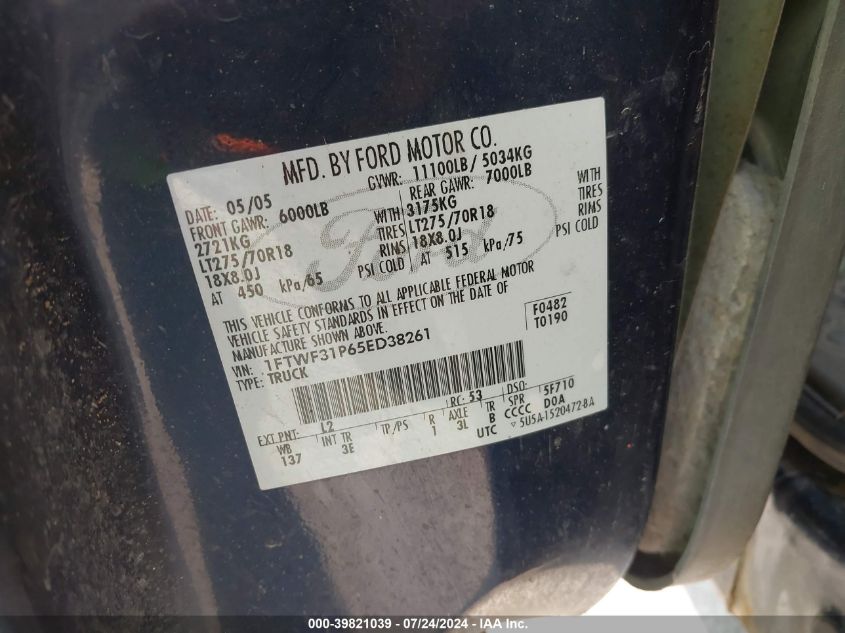 MFD. BY FORD MOTOR CO.
DATE: 05/05 GVWR: 11100LB/ 5034KG
FRONT GAWR: 6000LB REAR GAWR: 7000LB
2721KG WITH 3175KG WITH
LT275/70R18 TIRES LT275/70R18 TIRES
18X8.0J RIMS 18X8.0J RIMS
AT 450 kPa/65 PSI COLD AT 515 kPa/75 PSI COLD
Ford
THIS VEHICLE CONFORMS TO ALL APPLICABLE FEDERAL MOTOR
VEHICLE SAFETY STANDARDS IN EFFECT ON THE DATE OF
MANUFACTURE SHOWN ABOVE.
VIN: 1FTWF31P65ED38261 F0482
TYPE: TRUCK T0190
EXT PNT: L2 RC: 53 DSO: 5F710
WB INT TR TP/PS R AXLE TR SPR DOA
137 3E 1 3L B CCCC
UTC ▽ 5U5A-1520472-BA
000-39821039 - 07/24/2024 - IAA Inc.